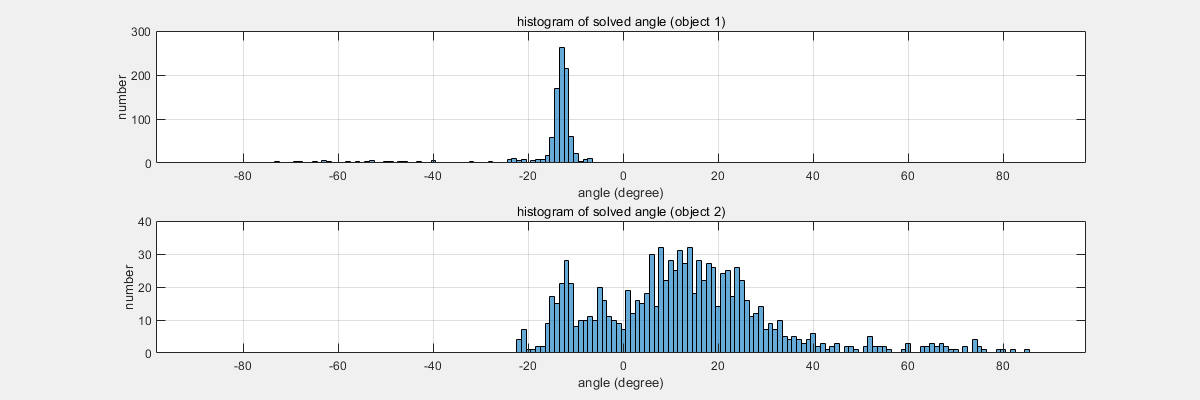 histogram of solved angle (object 1)
300
200
100
0
number
-80 -60 -40 -20 0 20 40 60 80
angle (degree)
histogram of solved angle (object 2)
40
30
20
10
0
number
-80 -60 -40 -20 0 20 40 60 80
angle (degree)